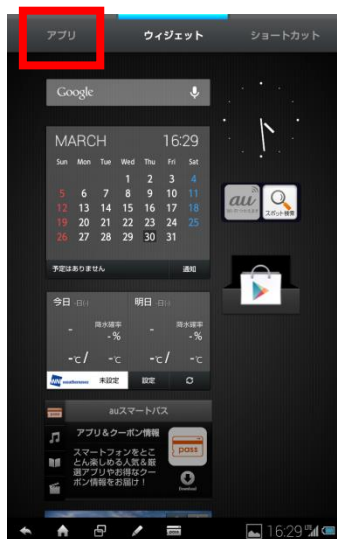 アプリ
ウィジェット
ショートカット
Google
MARCH 16:29
Sun Mon Tue Wed Thu Fri Sat
1 2 3 4
5 6 7 8 9 10 11
12 13 14 15 16 17 18
19 20 21 22 23 24 25
26 27 28 29 30 31
予定はありません 通知
au
スポット検索
今日 -日(-) 明日 -日(-)
降水確率 降水確率
- -% - -%
-℃/ -℃ -℃/ -℃
未設定 設定
auスマートパス
pass
アプリ&クーポン情報
スマートフォンをとこ
とん楽しめる人気&厳
選アプリやお得なクー
ポン情報をお届け!
pass
Download
16:29